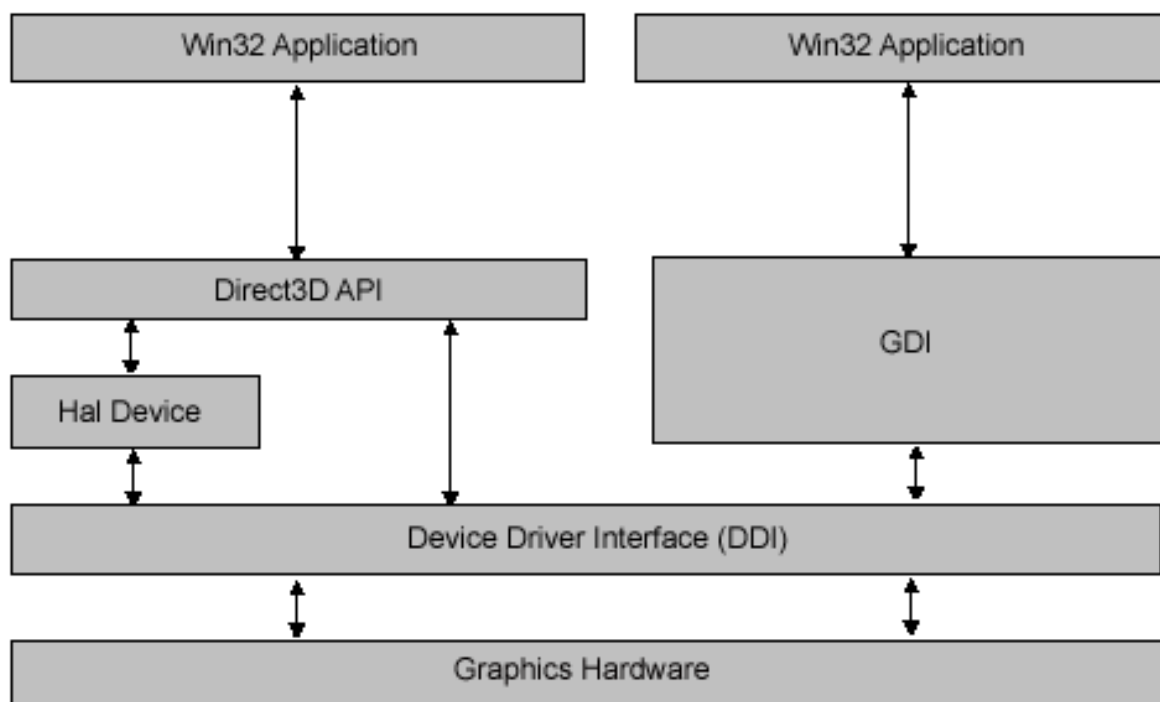 Win32 Application
Win32 Application
Direct3D API
GDI
Hal Device
Device Driver Interface (DDI)
Graphics Hardware